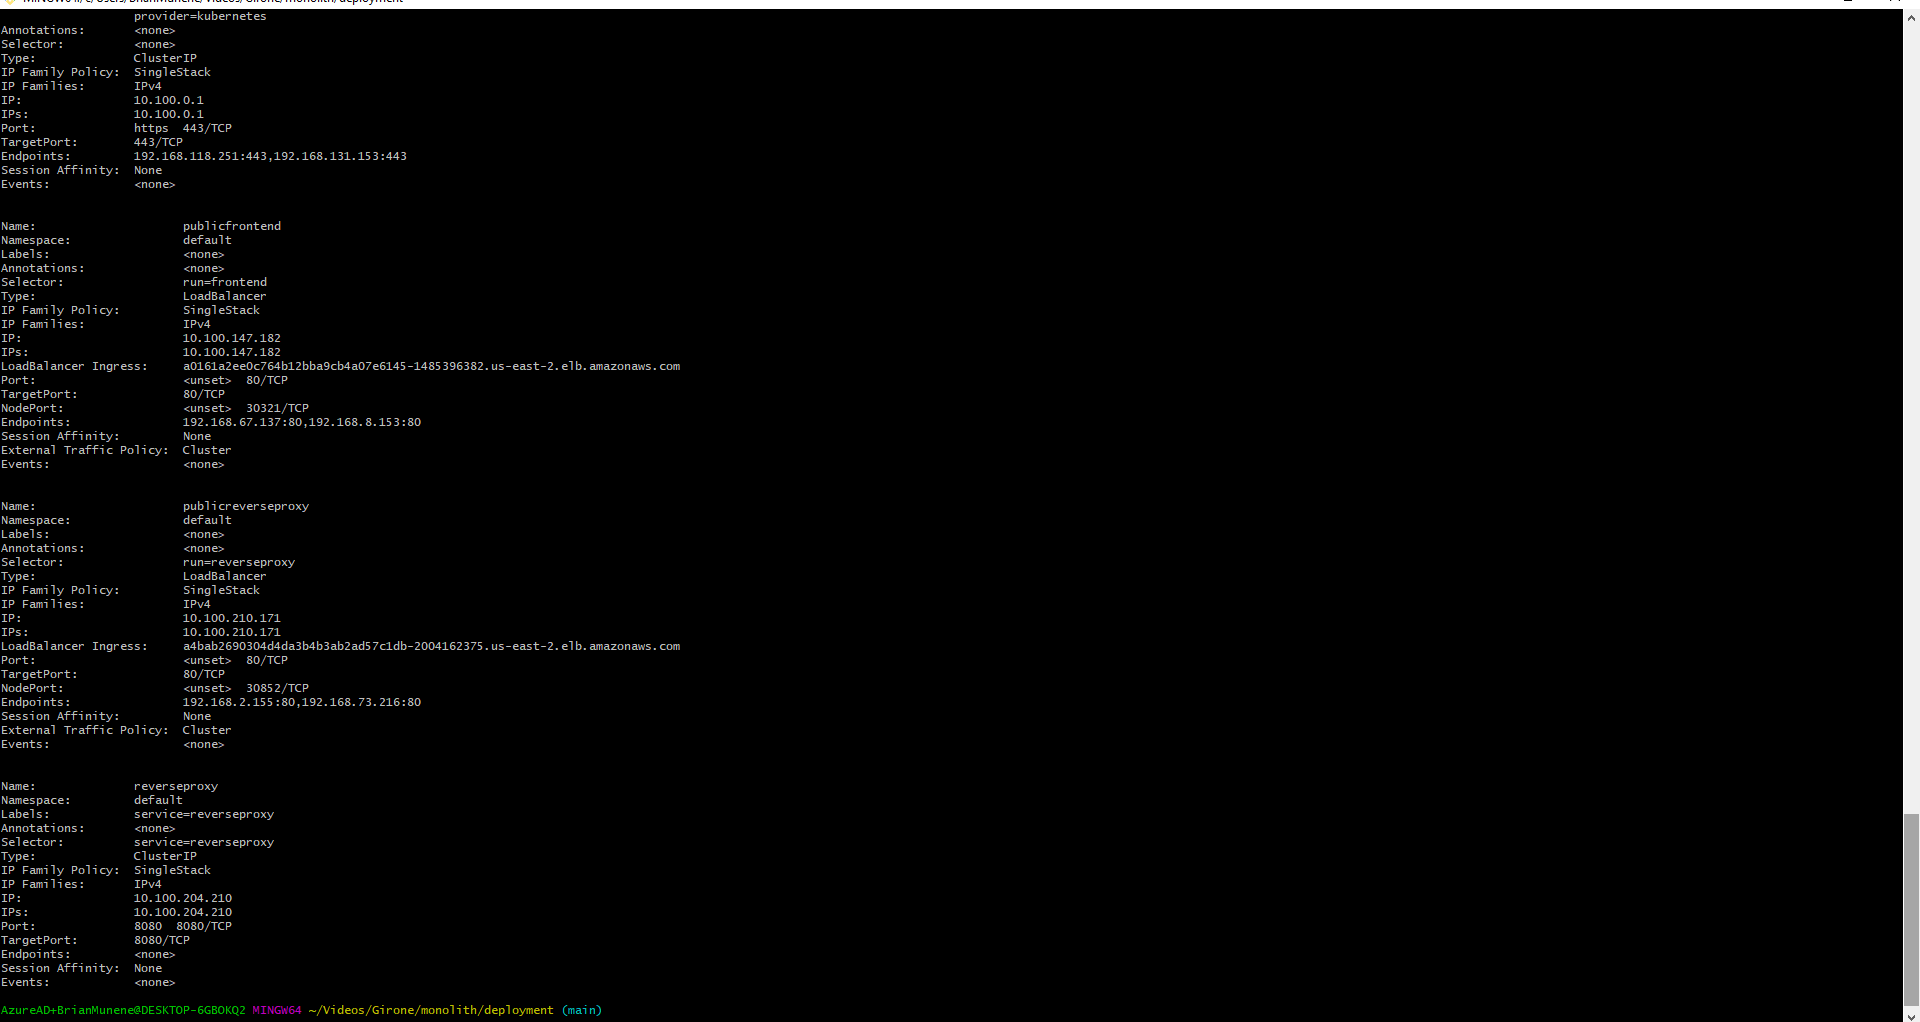 MINGW64:/c/Users/BrianMunene/Videos/Girone/monolith/deployment
provider=kubernetes
Annotations: <none>
Selector: <none>
Type: ClusterIP
IP Family Policy: SingleStack
IP Families: IPv4
IP: 10.100.0.1
IPs: 10.100.0.1
Port: https 443/TCP
TargetPort: 443/TCP
Endpoints: 192.168.118.251:443,192.168.131.153:443
Session Affinity: None
Events: <none>
Name: publicfrontend
Namespace: default
Labels: <none>
Annotations: <none>
Selector: run=frontend
Type: LoadBalancer
IP Family Policy: SingleStack
IP Families: IPv4
IP: 10.100.147.182
IPs: 10.100.147.182
LoadBalancer Ingress: a0161a2ee0c764b12bba9cb4a07e6145-1485396382.us-east-2.elb.amazonaws.com
Port: <unset> 80/TCP
TargetPort: 80/TCP
NodePort: <unset> 30321/TCP
Endpoints: 192.168.67.137:80,192.168.8.153:80
Session Affinity: None
External Traffic Policy: Cluster
Events: <none>
Name: publicreverseproxy
Namespace: default
Labels: <none>
Annotations: <none>
Selector: run=reverseproxy
Type: LoadBalancer
IP Family Policy: SingleStack
IP Families: IPv4
IP: 10.100.210.171
IPs: 10.100.210.171
LoadBalancer Ingress: a4bab2690304d4da3b4b3ab2ad57c1db-2004162375.us-east-2.elb.amazonaws.com
Port: <unset> 80/TCP
TargetPort: 80/TCP
NodePort: <unset> 30852/TCP
Endpoints: 192.168.2.155:80,192.168.73.216:80
Session Affinity: None
External Traffic Policy: Cluster
Events: <none>
Name: reverseproxy
Namespace: default
Labels: service=reverseproxy
Annotations: <none>
Selector: service=reverseproxy
Type: ClusterIP
IP Family Policy: SingleStack
IP Families: IPv4
IP: 10.100.204.210
IPs: 10.100.204.210
Port: 8080 8080/TCP
TargetPort: 8080/TCP
Endpoints: <none>
Session Affinity: None
Events: <none>
AzureAD+BrianMunene@DESKTOP-6GBOKQ2 MINGW64 ~/Videos/Girone/monolith/deployment (main)